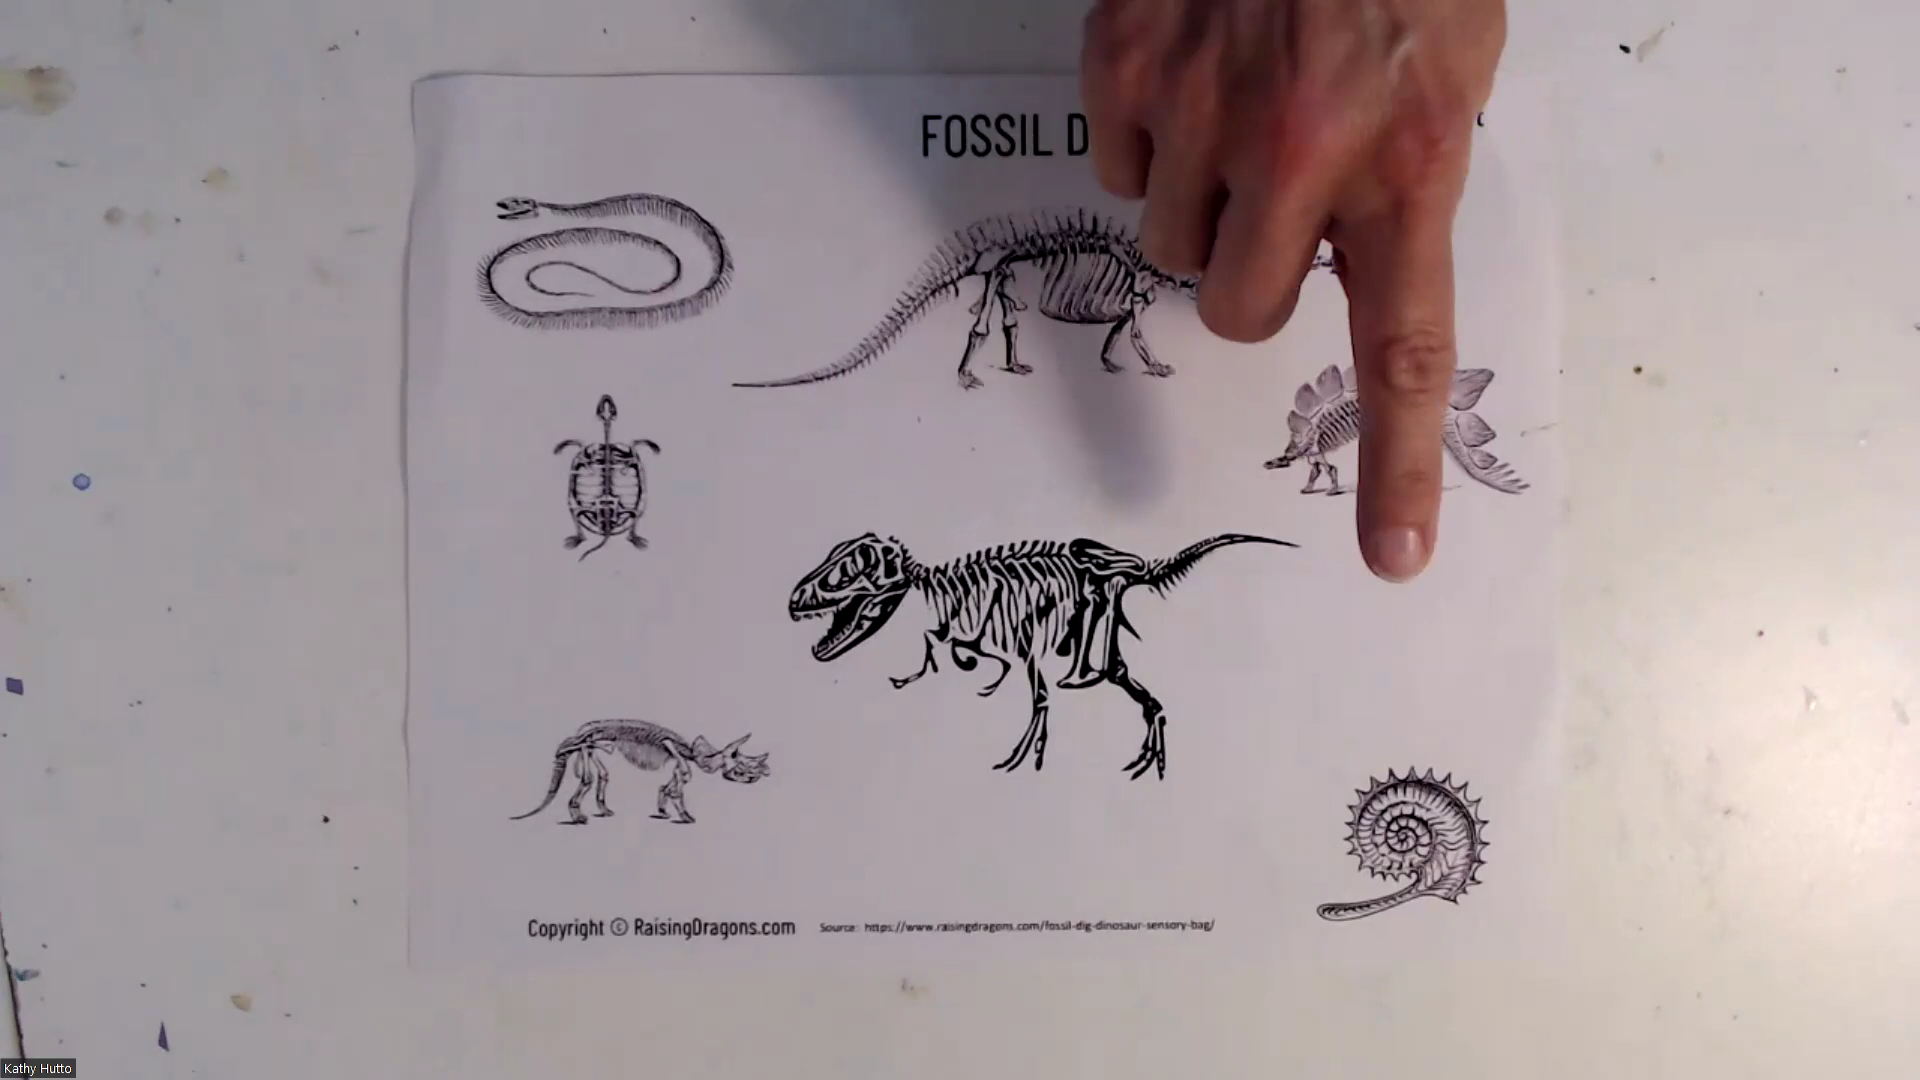 FOSSIL D
Copyright © RaisingDragons.com
Source: https://www.raisingdragons.com/fossil-dig-dinosaur-sensory-bag/
Kathy Hutto